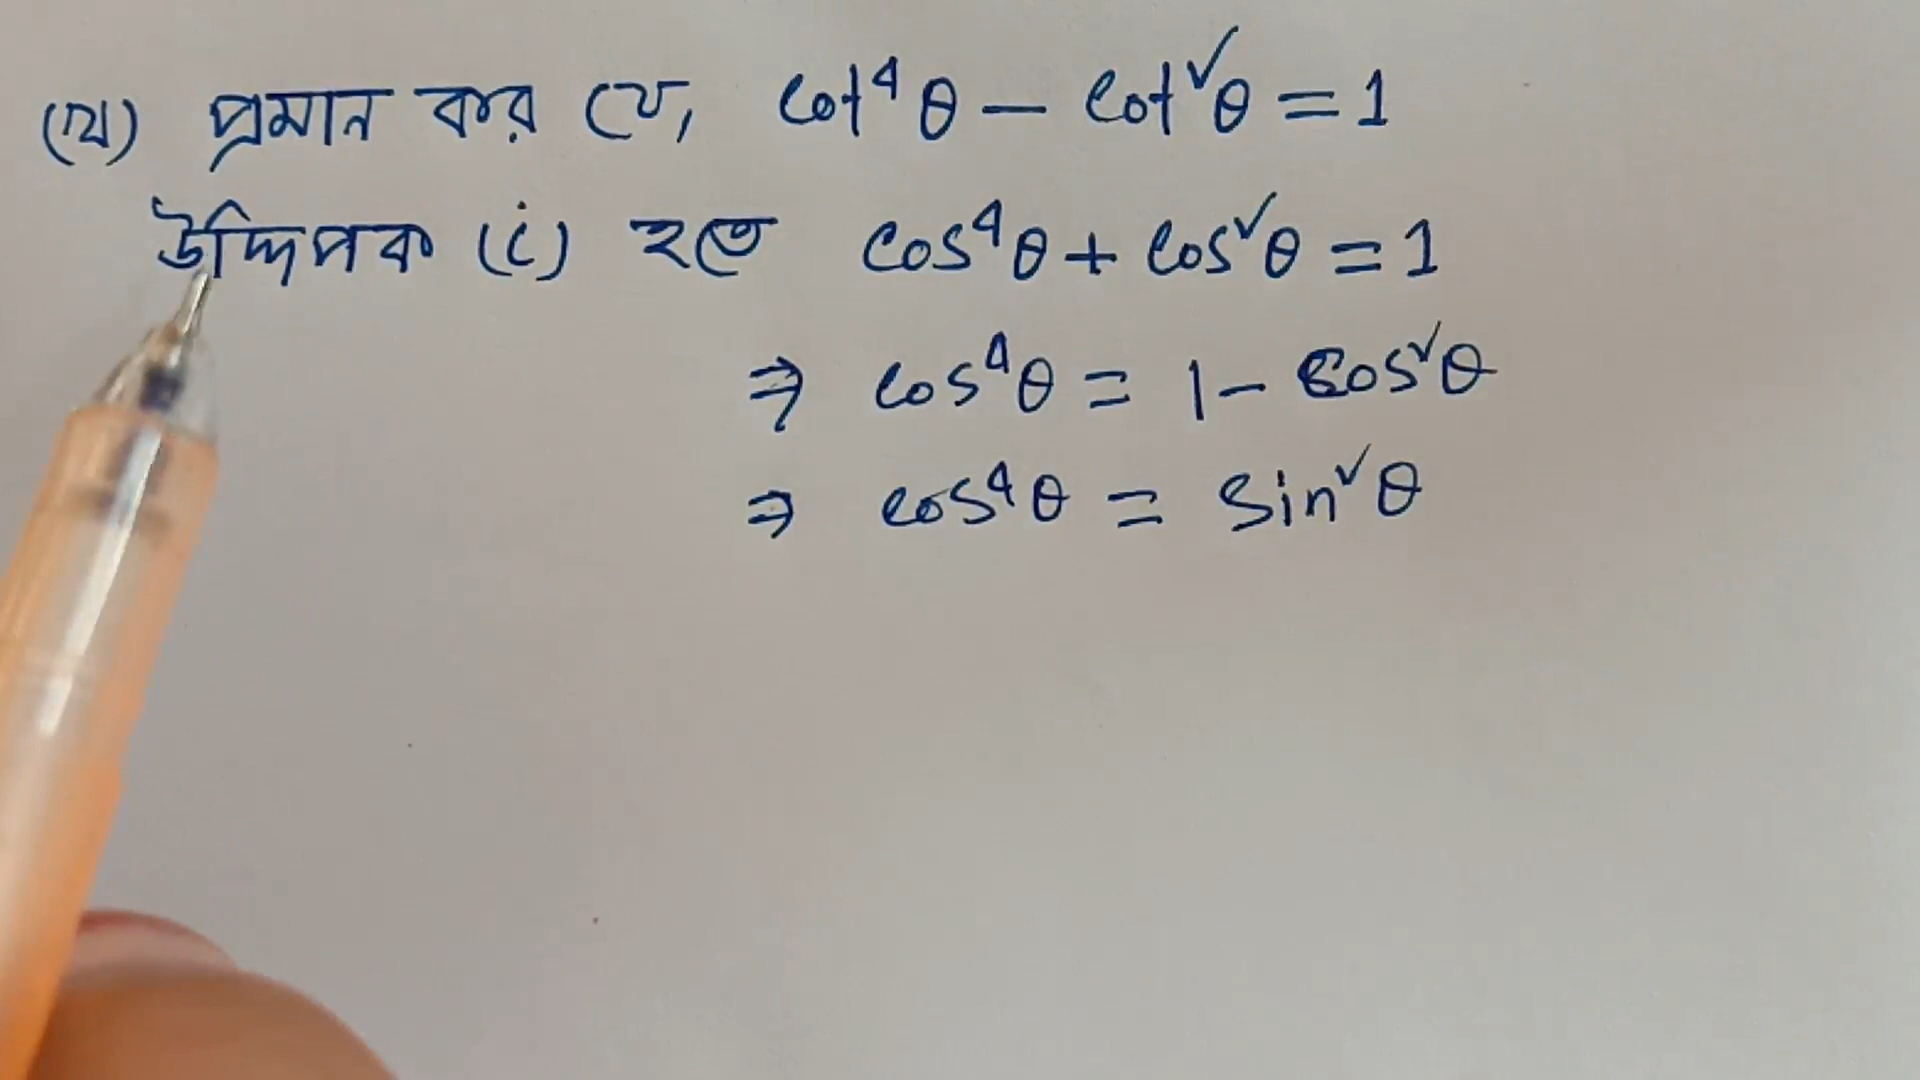 (খ) প্রমান কর যে, cot⁴θ − cot²θ = 1
উদ্দিপক (i) হতে cos⁴θ + cos²θ = 1
⇒ cos⁴θ = 1 − cos²θ
⇒ cos⁴θ = sin²θ